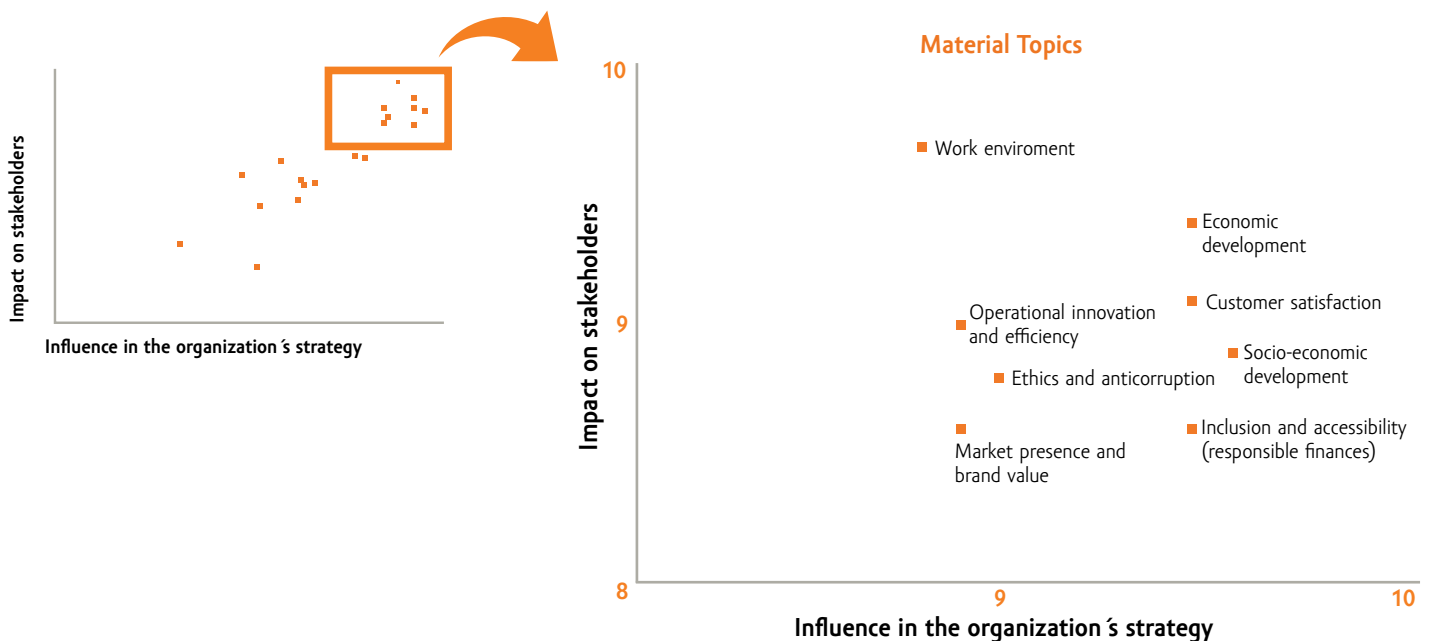 Impact on stakeholders
Influence in the organization´s strategy
Material Topics
10
Work enviroment
Economic
development
Customer satisfaction
Operational innovation
and efficiency
9
Socio-economic
development
Ethics and anticorruption
Inclusion and accessibility
(responsible finances)
Market presence and
brand value
Impact on stakeholders
8
9
10
Influence in the organization´s strategy